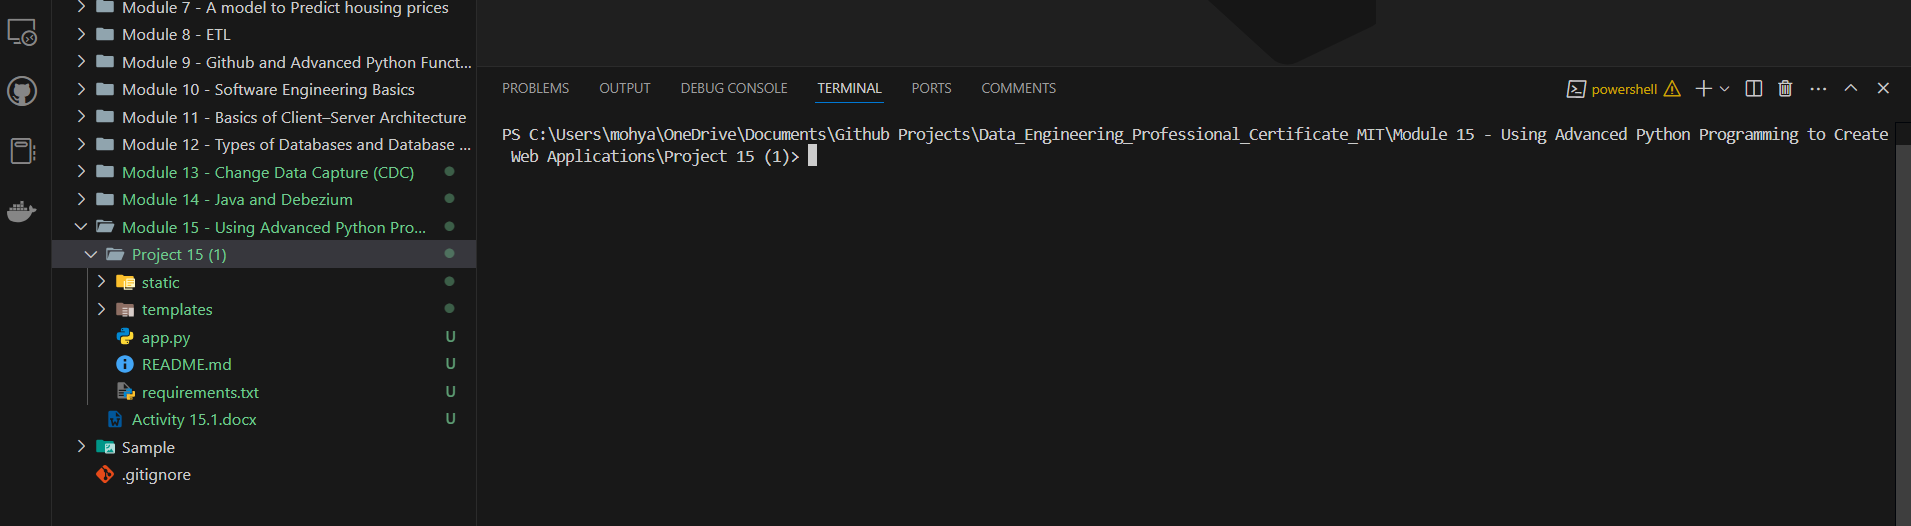 Module 7 - A model to Predict housing prices
Module 8 - ETL
Module 9 - Github and Advanced Python Funct...
Module 10 - Software Engineering Basics
Module 11 - Basics of Client–Server Architecture
Module 12 - Types of Databases and Database ...
Module 13 - Change Data Capture (CDC)
Module 14 - Java and Debezium
Module 15 - Using Advanced Python Pro...
Project 15 (1)
static
templates
app.py U
README.md U
requirements.txt U
Activity 15.1.docx U
Sample
.gitignore
PROBLEMS OUTPUT DEBUG CONSOLE TERMINAL PORTS COMMENTS
powershell
PS C:\Users\mohya\OneDrive\Documents\Github Projects\Data_Engineering_Professional_Certificate_MIT\Module 15 - Using Advanced Python Programming to Create
Web Applications\Project 15 (1)>